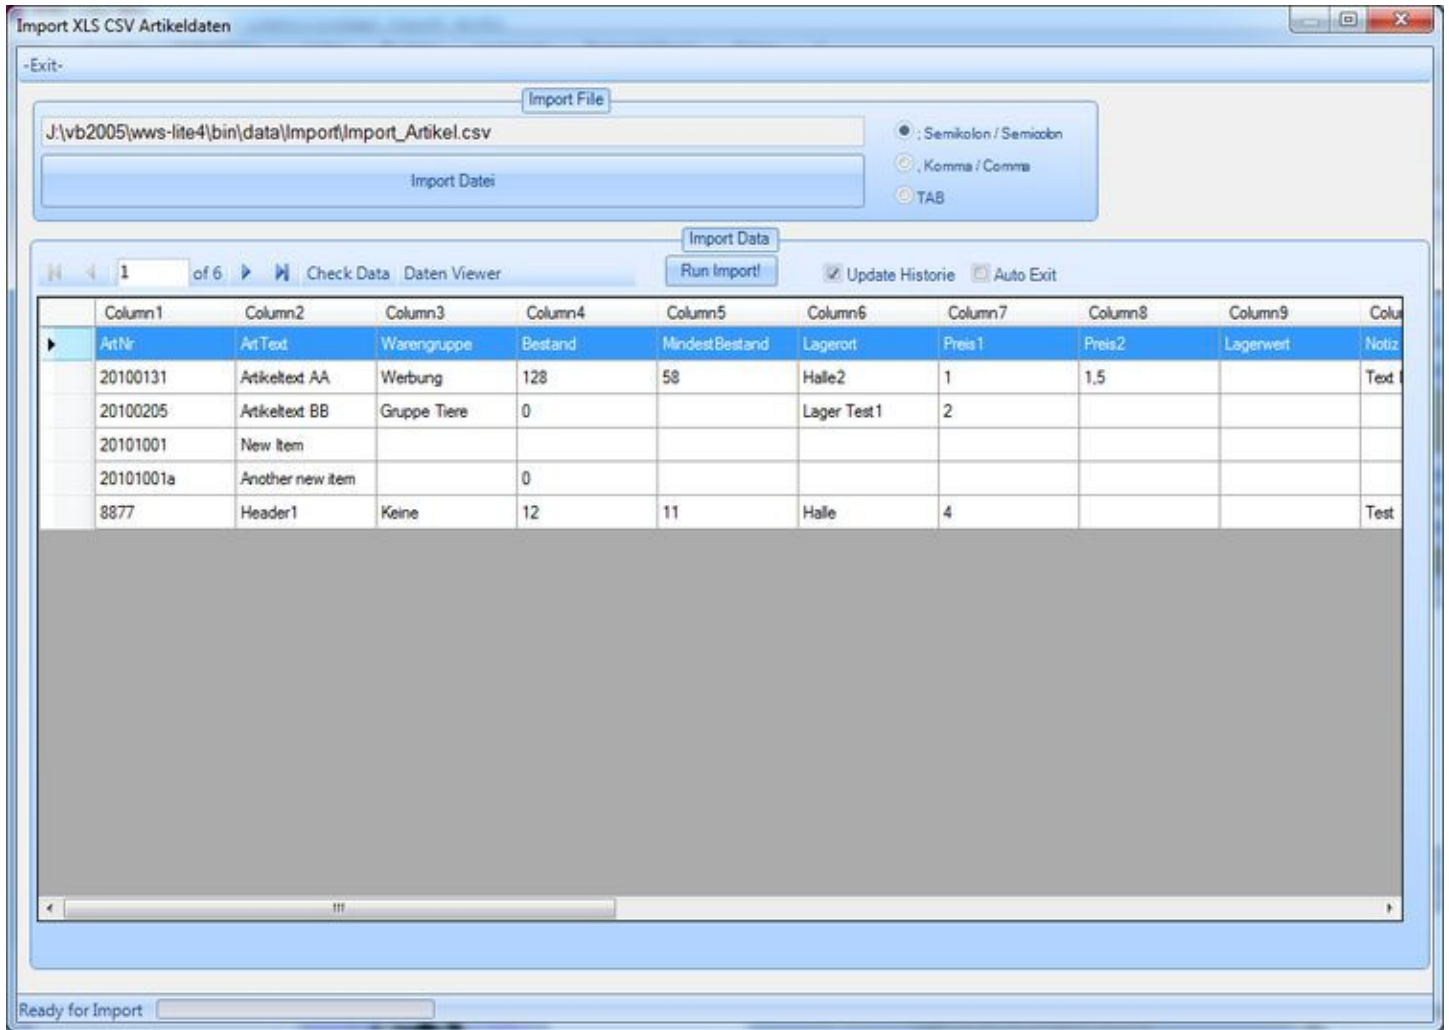 Import XLS CSV Artikeldaten
-Exit-
Import File
J:\vb2005\wws-lite4\bin\data\Import\Import_Artikel.csv
; Semikolon / Semicolon
Import Datei
, Komma / Comma
TAB
Import Data
1 of 6 Check Data Daten Viewer Run Import! Update Historie Auto Exit
Column1 Column2 Column3 Column4 Column5 Column6 Column7 Column8 Column9 Colu
ArtNr ArtText Warengruppe Bestand MindestBestand Lagerort Preis1 Preis2 Lagerwert Notiz
20100131 Artikeltext AA Werbung 128 58 Halle2 1 1,5 Text
20100205 Artikeltext BB Gruppe Tiere 0 Lager Test1 2
20101001 New Item
20101001a Another new item 0
8877 Header1 Keine 12 11 Halle 4 Test
Ready for Import